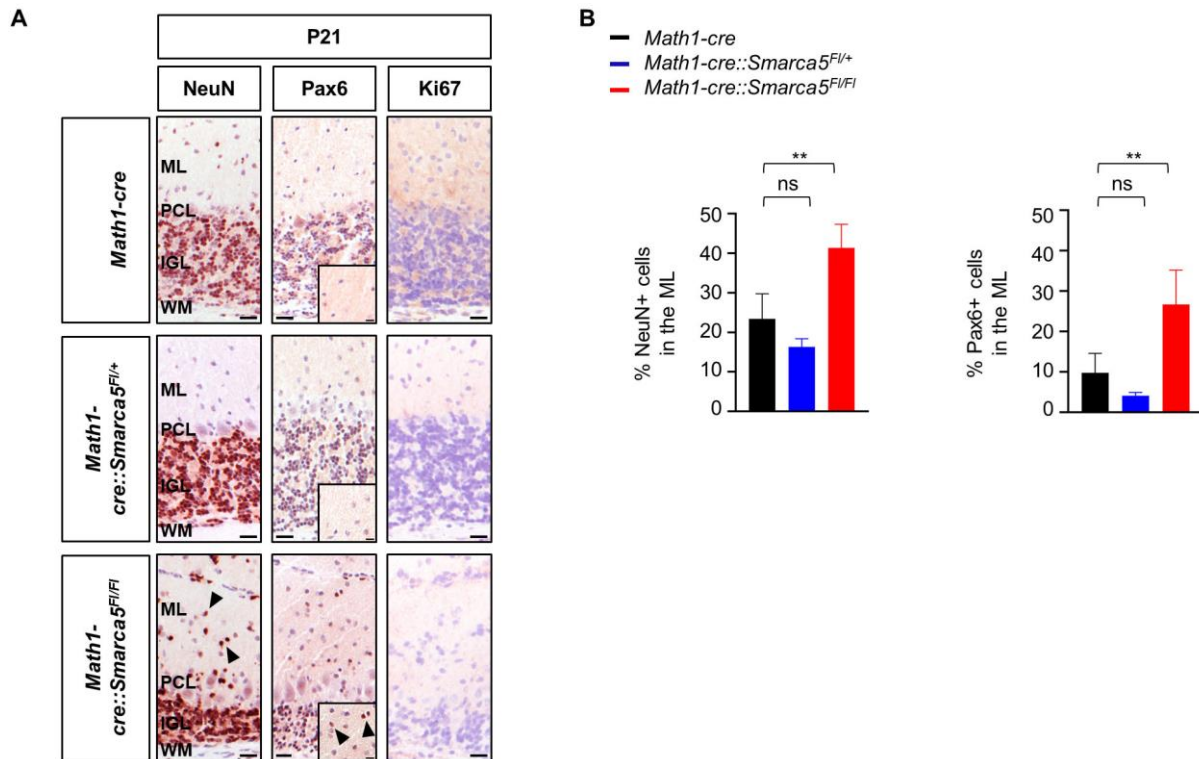 A
P21
NeuN Pax6 Ki67
Math1-cre
ML
PCL
IGL
WM
Math1-
cre::Smarca5Fl/+
ML
PCL
IGL
WM
Math1-
cre::Smarca5Fl/Fl
ML
PCL
IGL
WM
B
Math1-cre
Math1-cre::Smarca5Fl/+
Math1-cre::Smarca5Fl/Fl
**
ns
50
40
30
20
10
0
% NeuN+ cells
in the ML
**
ns
50
40
30
20
10
0
% Pax6+ cells
in the ML